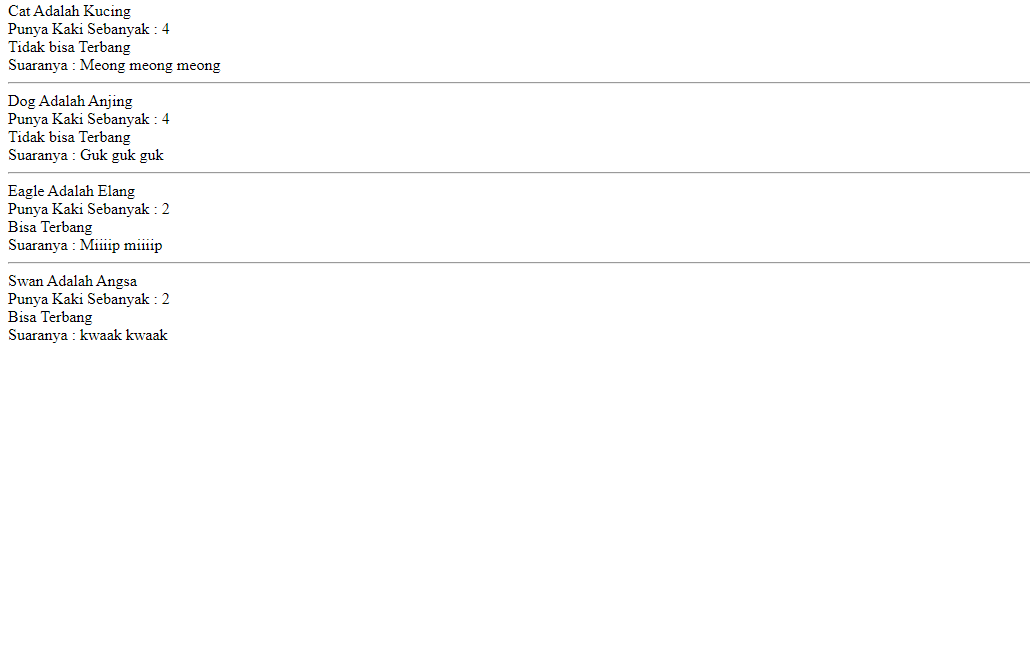 Cat Adalah Kucing
Punya Kaki Sebanyak : 4
Tidak bisa Terbang
Suaranya : Meong meong meong
Dog Adalah Anjing
Punya Kaki Sebanyak : 4
Tidak bisa Terbang
Suaranya : Guk guk guk
Eagle Adalah Elang
Punya Kaki Sebanyak : 2
Bisa Terbang
Suaranya : Miiiip miiiip
Swan Adalah Angsa
Punya Kaki Sebanyak : 2
Bisa Terbang
Suaranya : kwaak kwaak